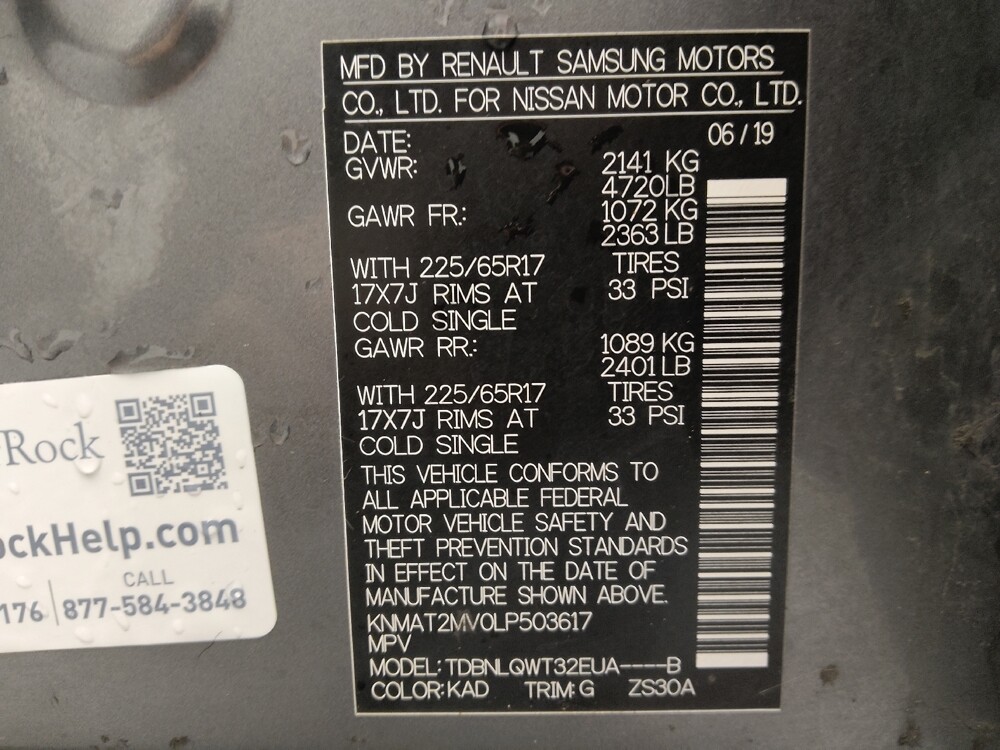 MFD BY RENAULT SAMSUNG MOTORS
CO., LTD. FOR NISSAN MOTOR CO., LTD.
DATE: 06/19
GVWR: 2141 KG
4720LB
GAWR FR.: 1072 KG
2363 LB
WITH 225/65R17 TIRES
17X7J RIMS AT 33 PSI
COLD SINGLE
GAWR RR.: 1089 KG
2401 LB
WITH 225/65R17 TIRES
17X7J RIMS AT 33 PSI
COLD SINGLE
THIS VEHICLE CONFORMS TO
ALL APPLICABLE FEDERAL
MOTOR VEHICLE SAFETY AND
THEFT PREVENTION STANDARDS
IN EFFECT ON THE DATE OF
MANUFACTURE SHOWN ABOVE.
KNMAT2MV0LP503617
MPV
MODEL: TDBNLQWT32EUA----B
COLOR: KAD TRIM: G ZS30A
Rock
ockHelp.com
CALL
176 877-584-3848